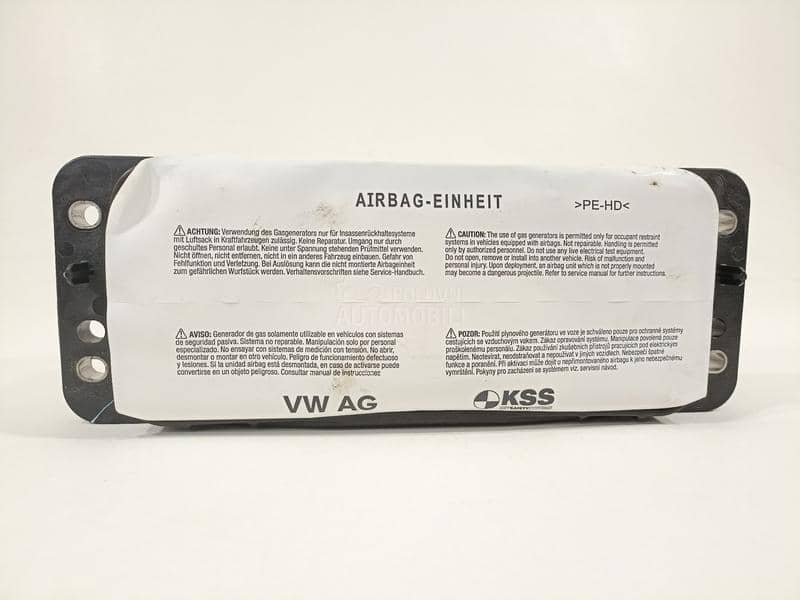 AIRBAG-EINHEIT
>PE-HD<
ACHTUNG: Verwendung des Gasgenerators nur für Insassenrückhaltesysteme
mit Luftsack in Kraftfahrzeugen zulässig. Keine Reparatur. Umgang nur durch
geschultes Personal erlaubt. Keine unter Spannung stehenden Prüfmittel verwenden.
Nicht öffnen, nicht entfernen, nicht in ein anderes Fahrzeug einbauen. Gefahr von
Fehlfunktion und Verletzung. Bei Auslösung kann die nicht montierte Airbageinheit
zum gefährlichen Wurfstück werden. Verhaltensvorschriften siehe Service-Handbuch.
CAUTION: The use of gas generators is permitted only for occupant restraint
systems in vehicles equipped with airbags. Not repairable. Handling is permitted
only by authorized personnel. Do not use any live electrical test equipment.
Do not open, remove or install into another vehicle. Risk of malfunction and
personal injury. Upon deployment, an airbag unit which is not properly mounted
may become a dangerous projectile. Refer to service manual for further instructions.
POLOVNI
AUTOMOBILI
AVISO: Generador de gas solamente utilizable en vehículos con sistemas
de seguridad pasiva. Sistema no reparable. Manipulación solo por personal
especializado. No ensayar con sistemas de medición con tensión. No abrir,
desmontar o montar en otro vehículo. Peligro de funcionamiento defectuoso
y lesiones. Si la unidad airbag está desmontada, en caso de activarse puede
convertirse en un objeto peligroso. Consultar manual de instrucciones
POZOR: Použití plynového generátoru ve voze je schváleno pouze pro ochranné systémy
cestujících se vzduchovým vakem. Zákaz opravování systému. Manipulace povolena pouze
proškolenému personálu. Zákaz používání zkušebních přístrojů pracujících pod elektrickým
napětím. Neotevírat, neodstraňovat a nepoužívat v jiných vozidlech. Nebezpečí špatné
funkce a poranění. Při aktivaci může dojít u nepřimontovaného airbagu k jeho nebezpečnému
vymrštění. Pokyny pro zacházení se systémem viz. servisní návod.
VW AG
KSS